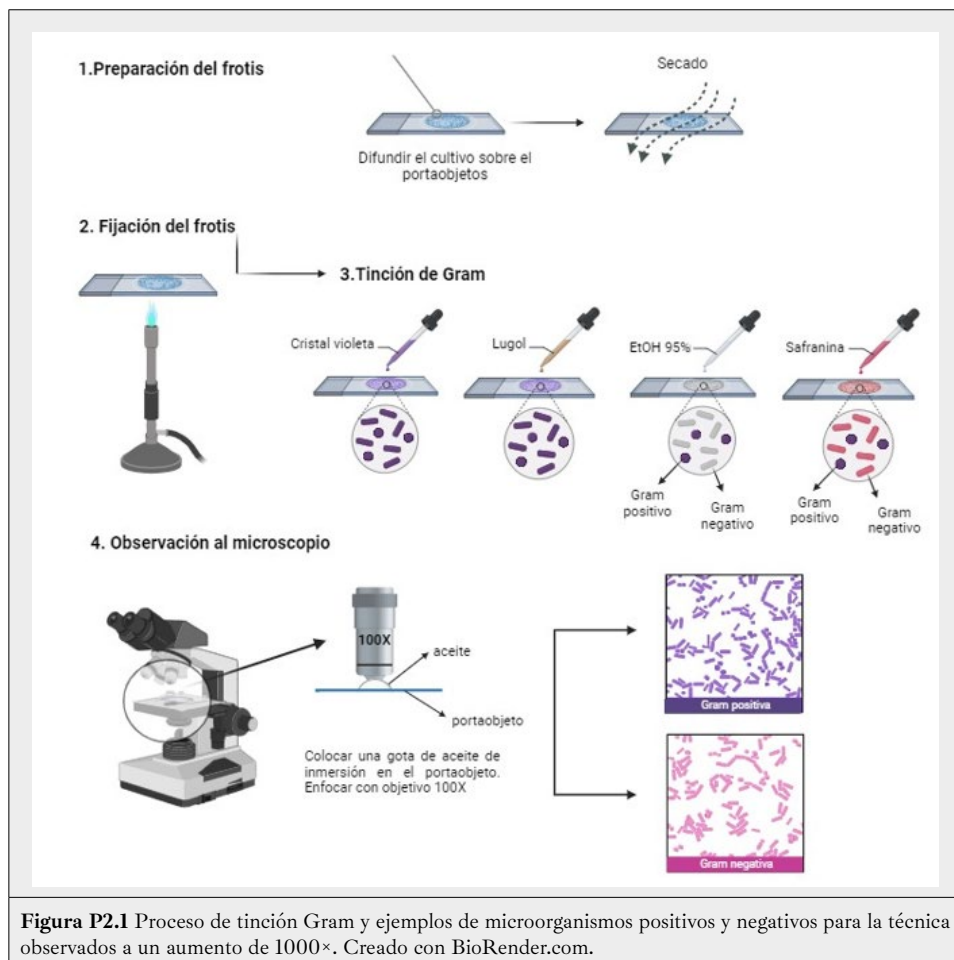 1.Preparación del frotis
Secado
Difundir el cultivo sobre el
portaobjetos
2. Fijación del frotis
3.Tinción de Gram
Cristal violeta
Lugol
EtOH 95%
Safranina
Gram
positivo
Gram
negativo
Gram
positivo
Gram
negativo
4. Observación al microscopio
100X
aceite
portaobjeto
Colocar una gota de aceite de
inmersión en el portaobjeto.
Enfocar con objetivo 100X
Gram positiva
Gram negativa
Figura P2.1 Proceso de tinción Gram y ejemplos de microorganismos positivos y negativos para la técnica
observados a un aumento de 1000×. Creado con BioRender.com.